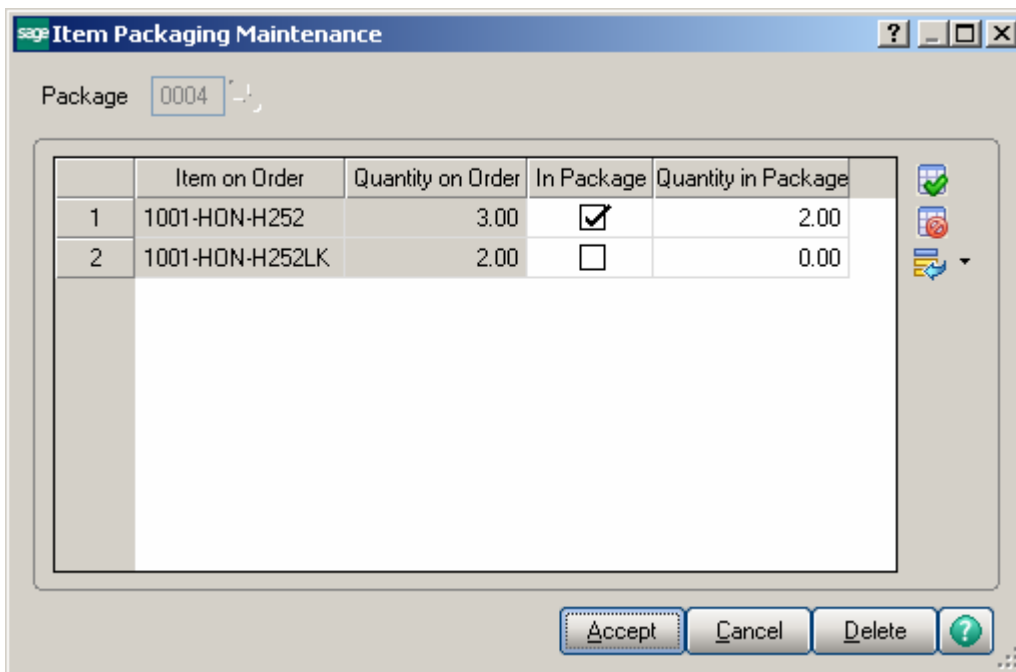 sage Item Packaging Maintenance
Package 0004
Item on Order Quantity on Order In Package Quantity in Package
1 1001-HON-H252 3.00 2.00
2 1001-HON-H252LK 2.00 0.00
Accept Cancel Delete